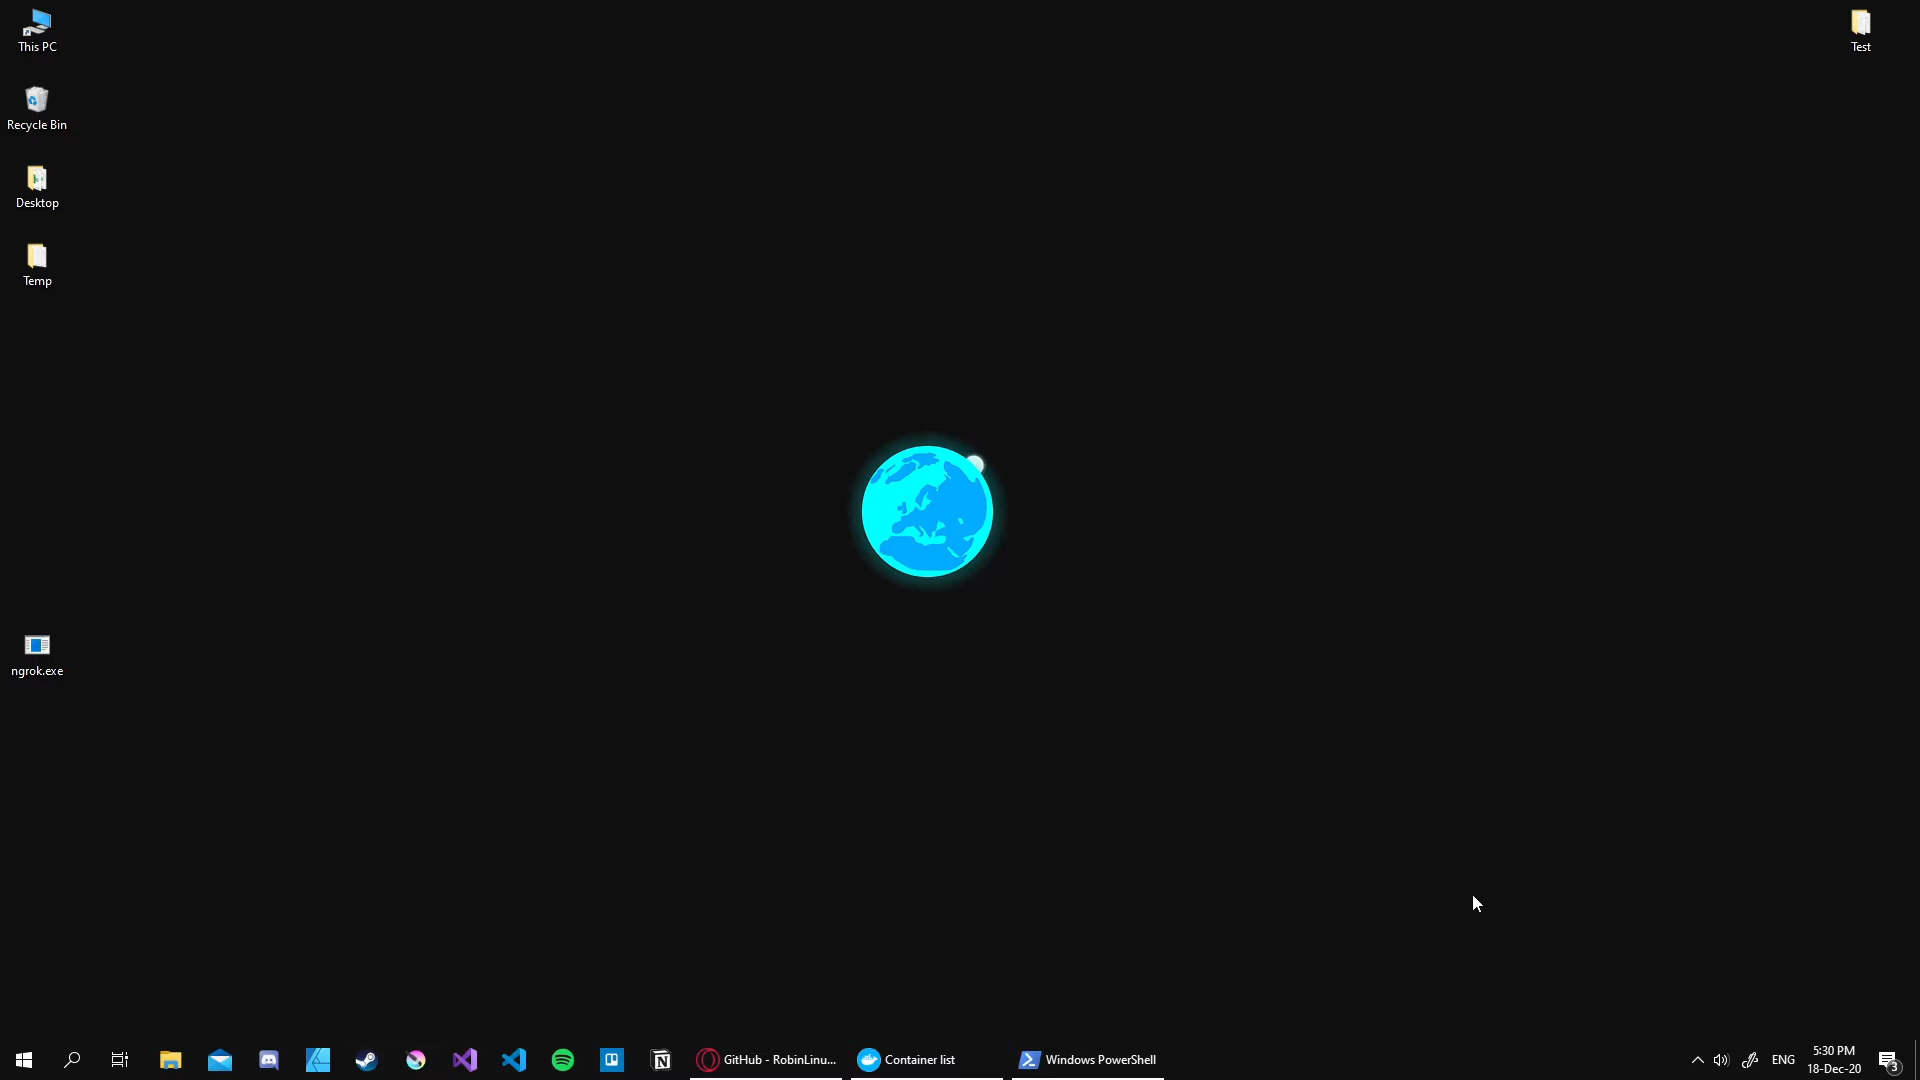 This PC
Test
Recycle Bin
Desktop
Temp
ngrok.exe
GitHub - RobinLinu...
Container list
Windows PowerShell
ENG
5:30 PM
18-Dec-20
3